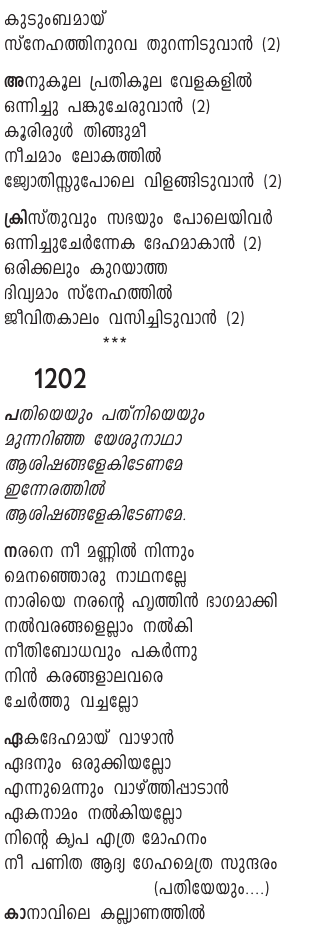 കുടുംബമായ്
സ്നേഹത്തിനുറവ തുറന്നിടുവാൻ (2)
അനുകൂല പ്രതികൂല വേളകളിൽ
ഒന്നിച്ചു പങ്കുചേരുവാൻ (2)
കൂരിരുൾ തിങ്ങുമീ
നീചമാം ലോകത്തിൽ
ജ്യോതിസ്സുപോലെ വിളങ്ങിടുവാൻ (2)
ക്രിസ്തുവും സഭയും പോലെയിവർ
ഒന്നിച്ചുചേർന്നേക ദേഹമാകാൻ (2)
ഒരിക്കലും കുറയാത്ത
ദിവ്യമാം സ്നേഹത്തിൽ
ജീവിതകാലം വസിച്ചിടുവാൻ (2)
***
1202
പതിയെയും പത്നിയെയും
മുന്നറിഞ്ഞ യേശുനാഥാ
ആശിഷങ്ങളേകിടേണമേ
ഇന്നേരത്തിൽ
ആശിഷങ്ങളേകിടേണമേ.
നരനെ നീ മണ്ണിൽ നിന്നും
മെനഞ്ഞൊരു നാഥനല്ലേ
നാരിയെ നരന്റെ ഹൃത്തിൻ ഭാഗമാക്കി
നൽവരങ്ങളെല്ലാം നൽകി
നീതിബോധവും പകർന്നു
നിൻ കരങ്ങളാലവരെ
ചേർത്തു വച്ചല്ലോ
ഏകദേഹമായ് വാഴാൻ
ഏദനും ഒരുക്കിയല്ലോ
എന്നുമെന്നും വാഴ്ത്തിപ്പാടാൻ
ഏകനാമം നൽകിയല്ലോ
നിന്റെ കൃപ എത്ര മോഹനം
നീ പണിത ആദ്യ ഗേഹമെത്ര സുന്ദരം
(പതിയേയും....)
കാനാവിലെ കല്ല്യാണത്തിൽ